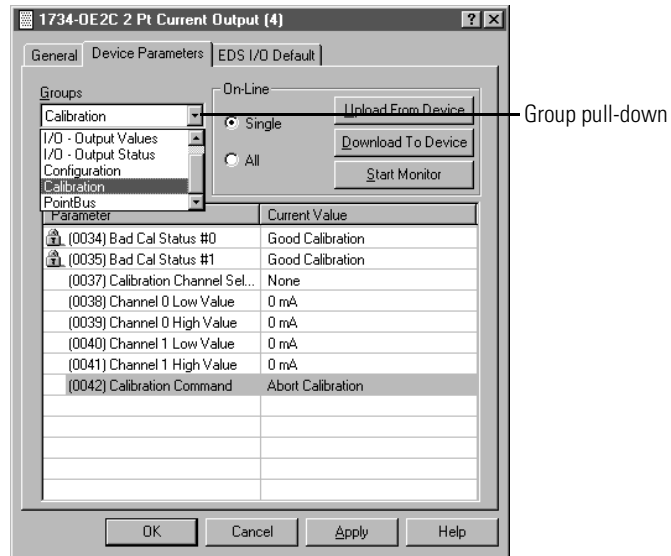 1734-OE2C 2 Pt Current Output (4)
General
Device Parameters
EDS I/O Default
Groups
Calibration
I/O - Output Values
I/O - Output Status
Configuration
Calibration
PointBus
On-Line
Single
All
Upload From Device
Download To Device
Start Monitor
Group pull-down
Parameter Current Value
(0034) Bad Cal Status #0 Good Calibration
(0035) Bad Cal Status #1 Good Calibration
(0037) Calibration Channel Sel... None
(0038) Channel 0 Low Value 0 mA
(0039) Channel 0 High Value 0 mA
(0040) Channel 1 Low Value 0 mA
(0041) Channel 1 High Value 0 mA
(0042) Calibration Command Abort Calibration
OK Cancel Apply Help